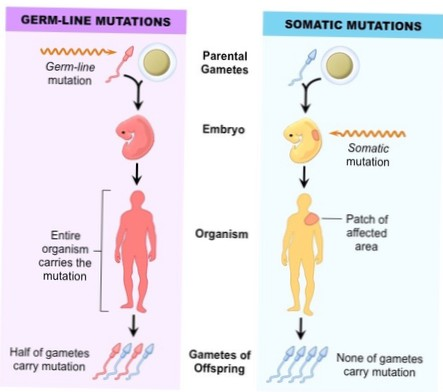 GERM-LINE MUTATIONS
SOMATIC MUTATIONS
Germ-line
mutation
Parental
Gametes
Embryo
Somatic
mutation
Entire
organism
carries the
mutation
Organism
Patch of
affected
area
Half of gametes
carry mutation
Gametes of
Offspring
None of gametes
carry mutation